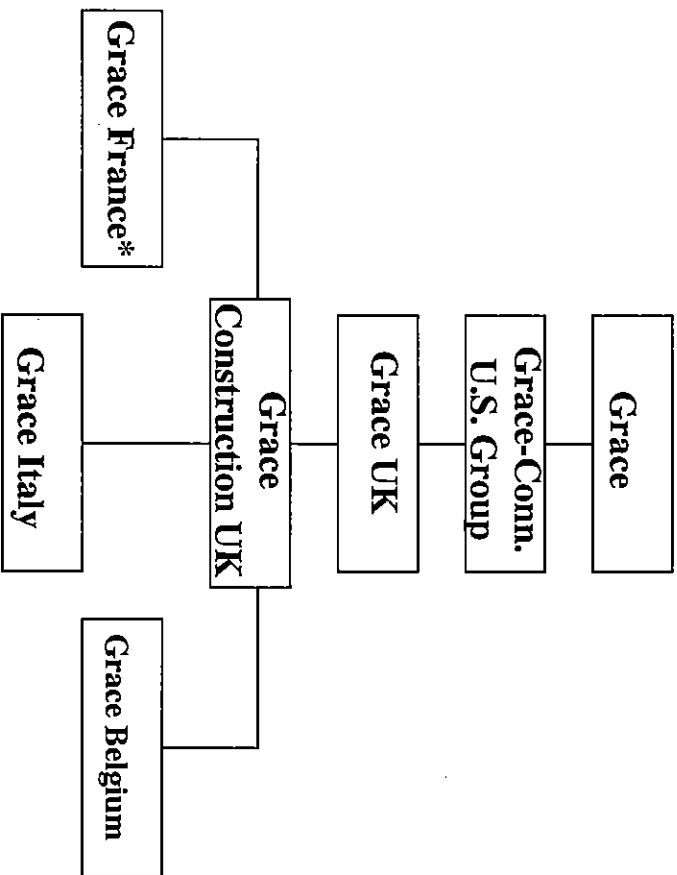 Grace
Grace-Conn.
U.S. Group
Grace UK
Grace
Construction UK
Grace France*
Grace Italy
Grace Belgium